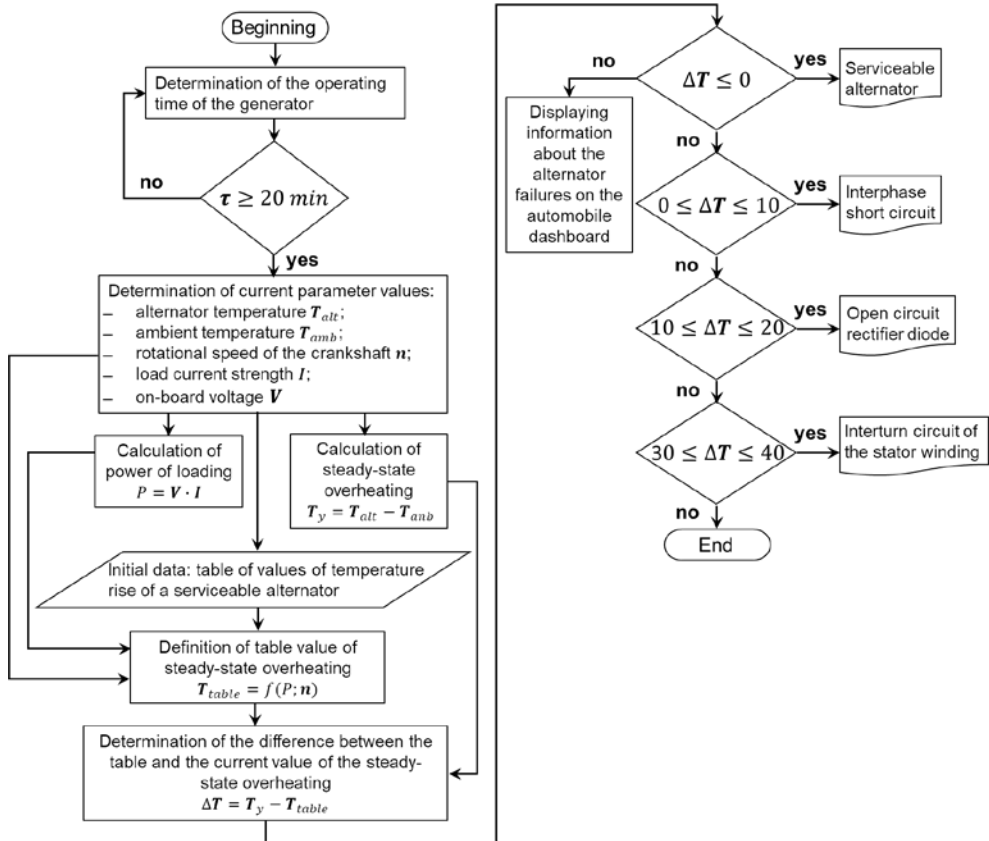 Beginning
Determination of the operating
time of the generator
no
τ ≥ 20 min
yes
Determination of current parameter values:
– alternator temperature T_alt;
– ambient temperature T_amb;
– rotational speed of the crankshaft n;
– load current strength I;
– on-board voltage V
Calculation of
power of loading
P = V · I
Calculation of
steady-state
overheating
T_y = T_alt − T_anb
Initial data: table of values of temperature
rise of a serviceable alternator
Definition of table value of
steady-state overheating
T_table = f(P; n)
Determination of the difference between the
table and the current value of the steady-
state overheating
ΔT = T_y − T_table
no
ΔT ≤ 0
yes
Serviceable
alternator
Displaying
information
about the
alternator
failures on the
automobile
dashboard
no
0 ≤ ΔT ≤ 10
yes
Interphase
short circuit
no
10 ≤ ΔT ≤ 20
yes
Open circuit
rectifier diode
no
30 ≤ ΔT ≤ 40
yes
Interturn circuit of
the stator winding
no
End